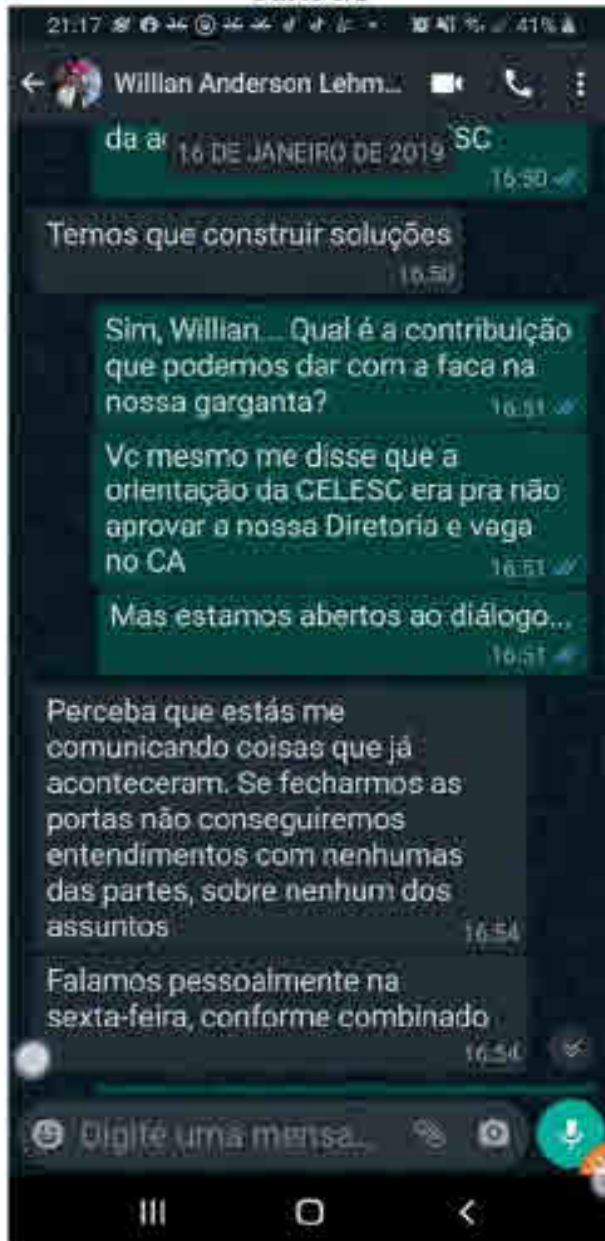 21:17
41%
Willian Anderson Lehm...
da a
16 DE JANEIRO DE 2019
SC
16:50
Temos que construir soluções
16:50
Sim, Willian... Qual é a contribuição
que podemos dar com a faca na
nossa garganta?
16:51
Vc mesmo me disse que a
orientação da CELESC era pra não
aprovar a nossa Diretoria e vaga
no CA
16:51
Mas estamos abertos ao diálogo...
16:51
Perceba que estás me
comunicando coisas que já
aconteceram. Se fecharmos as
portas não conseguiremos
entendimentos com nenhumas
das partes, sobre nenhum dos
assuntos
16:54
Falamos pessoalmente na
sexta-feira, conforme combinado
16:54
Digite uma mensa...